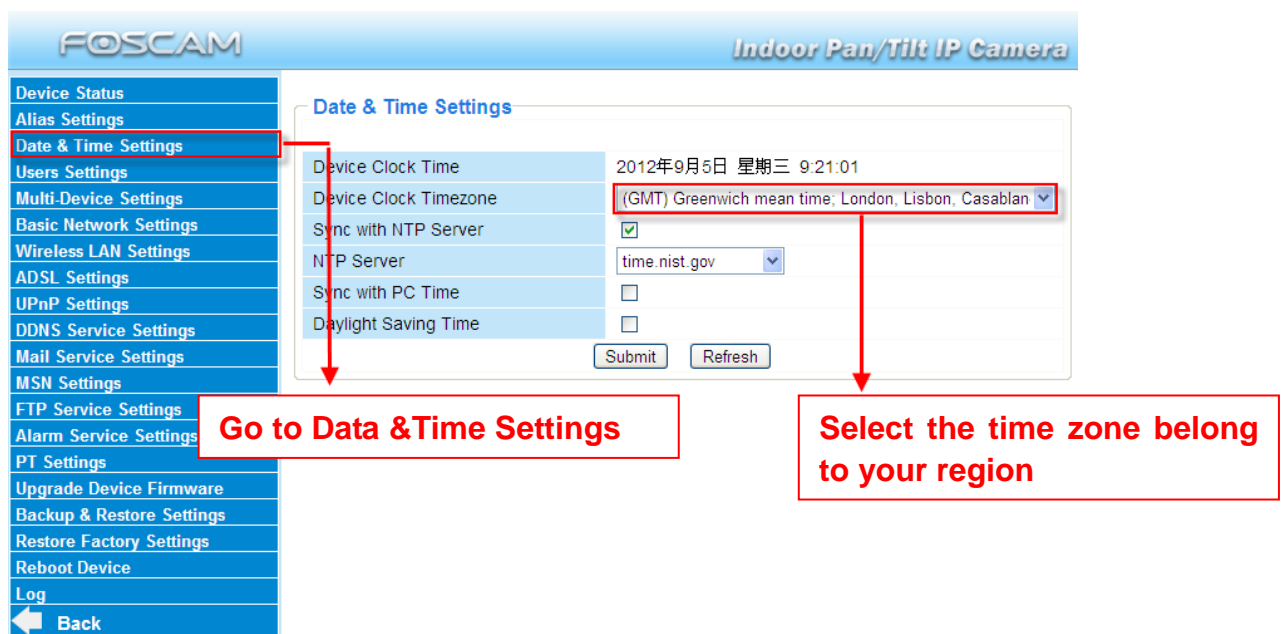 FOSCAM
Indoor Pan/Tilt IP Camera
Device Status
Alias Settings
Date & Time Settings
Users Settings
Multi-Device Settings
Basic Network Settings
Wireless LAN Settings
ADSL Settings
UPnP Settings
DDNS Service Settings
Mail Service Settings
MSN Settings
FTP Service Settings
Alarm Service Settings
PT Settings
Upgrade Device Firmware
Backup & Restore Settings
Restore Factory Settings
Reboot Device
Log
Back
Date & Time Settings
Device Clock Time 2012年9月5日 星期三 9:21:01
Device Clock Timezone (GMT) Greenwich mean time; London, Lisbon, Casablan
Sync with NTP Server
NTP Server time.nist.gov
Sync with PC Time
Daylight Saving Time
Submit Refresh
Go to Data &Time Settings
Select the time zone belong
to your region